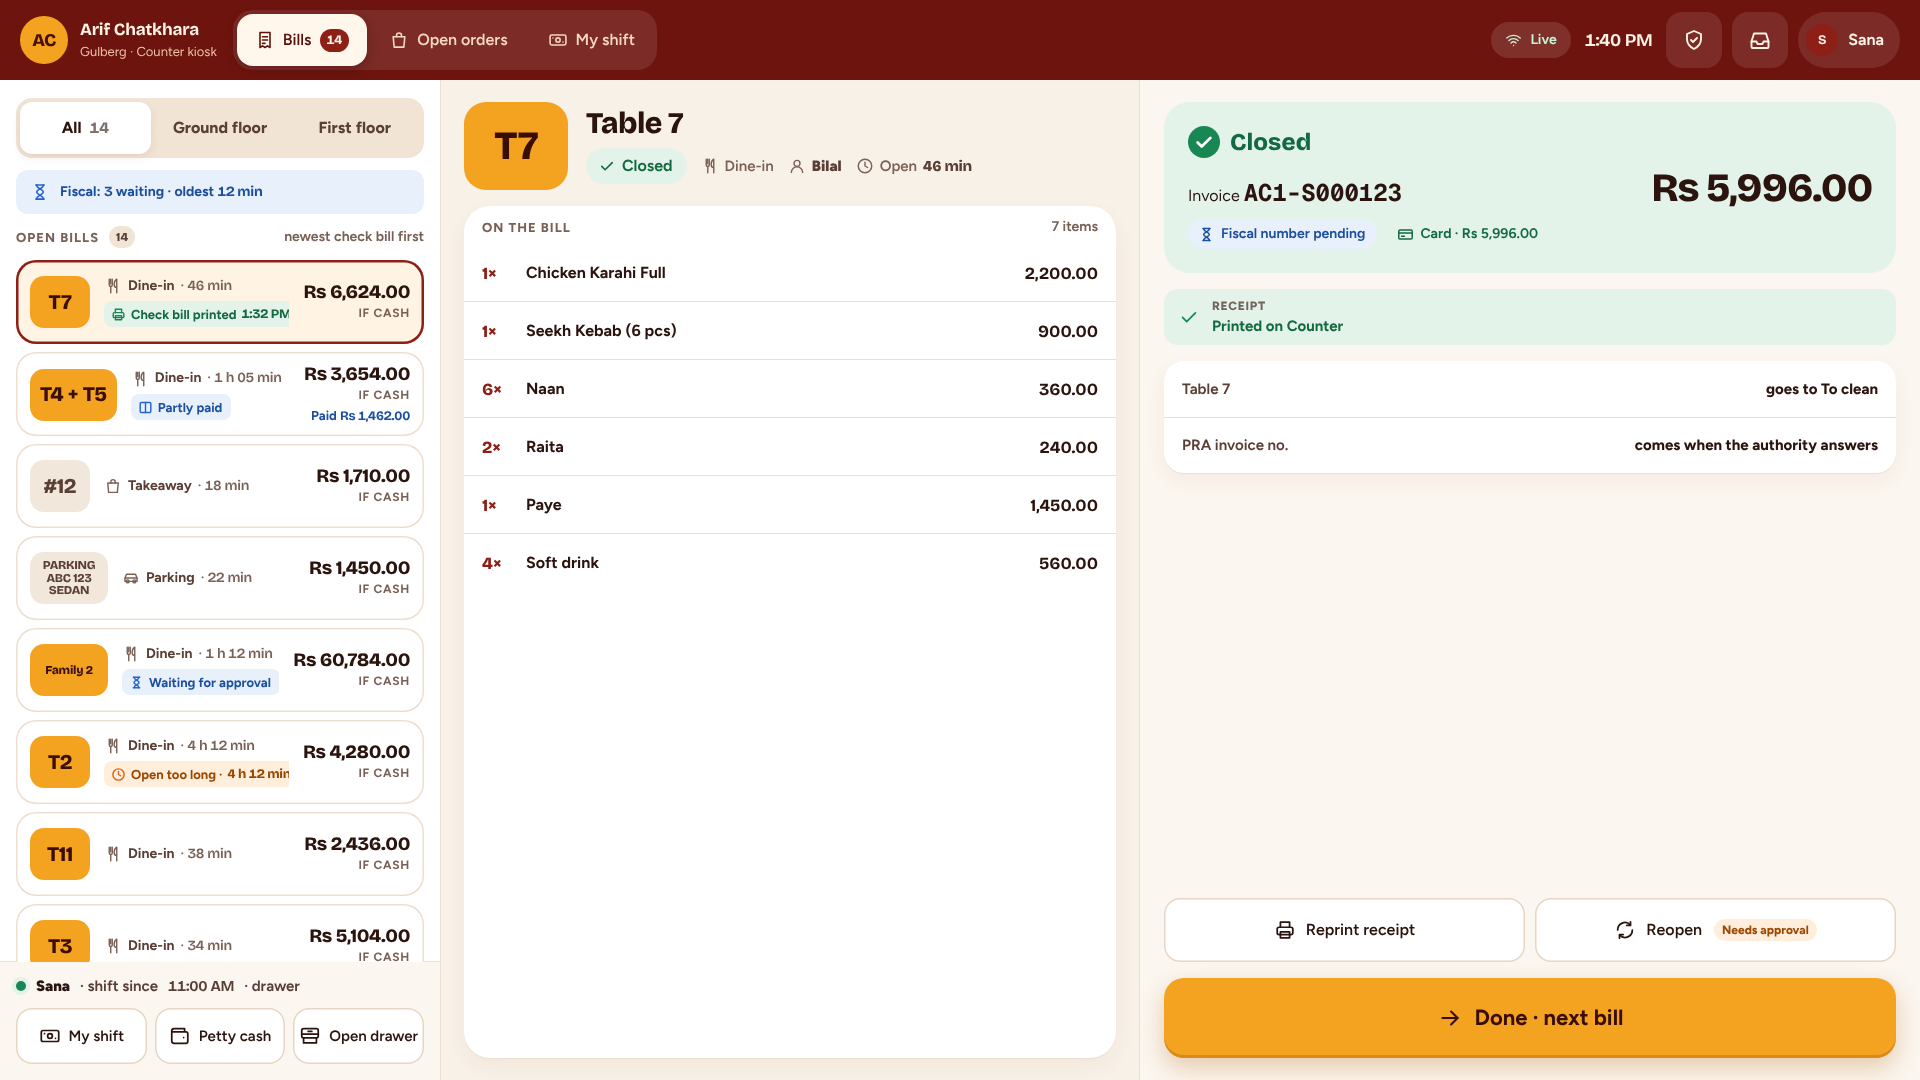 AC
Arif Chatkhara
Gulberg · Counter kiosk
Bills 14
Open orders
My shift
Live
1:40 PM
S
Sana
All 14
Ground floor
First floor
Fiscal: 3 waiting · oldest 12 min
OPEN BILLS 14
newest check bill first
T7
Dine-in · 46 min
Check bill printed 1:32 PM
Rs 6,624.00
IF CASH
T4 + T5
Dine-in · 1 h 05 min
Partly paid
Rs 3,654.00
IF CASH
Paid Rs 1,462.00
#12
Takeaway · 18 min
Rs 1,710.00
IF CASH
PARKING
ABC 123
SEDAN
Parking · 22 min
Rs 1,450.00
IF CASH
Family 2
Dine-in · 1 h 12 min
Waiting for approval
Rs 60,784.00
IF CASH
T2
Dine-in · 4 h 12 min
Open too long · 4 h 12 min
Rs 4,280.00
IF CASH
T11
Dine-in · 38 min
Rs 2,436.00
IF CASH
T3
Dine-in · 34 min
Rs 5,104.00
IF CASH
Sana · shift since 11:00 AM · drawer
My shift
Petty cash
Open drawer
T7
Table 7
Closed
Dine-in
Bilal
Open 46 min
ON THE BILL
7 items
1× Chicken Karahi Full 2,200.00
1× Seekh Kebab (6 pcs) 900.00
6× Naan 360.00
2× Raita 240.00
1× Paye 1,450.00
4× Soft drink 560.00
Closed
Invoice AC1-S000123
Rs 5,996.00
Fiscal number pending
Card · Rs 5,996.00
RECEIPT
Printed on Counter
Table 7 goes to To clean
PRA invoice no. comes when the authority answers
Reprint receipt
Reopen Needs approval
Done · next bill